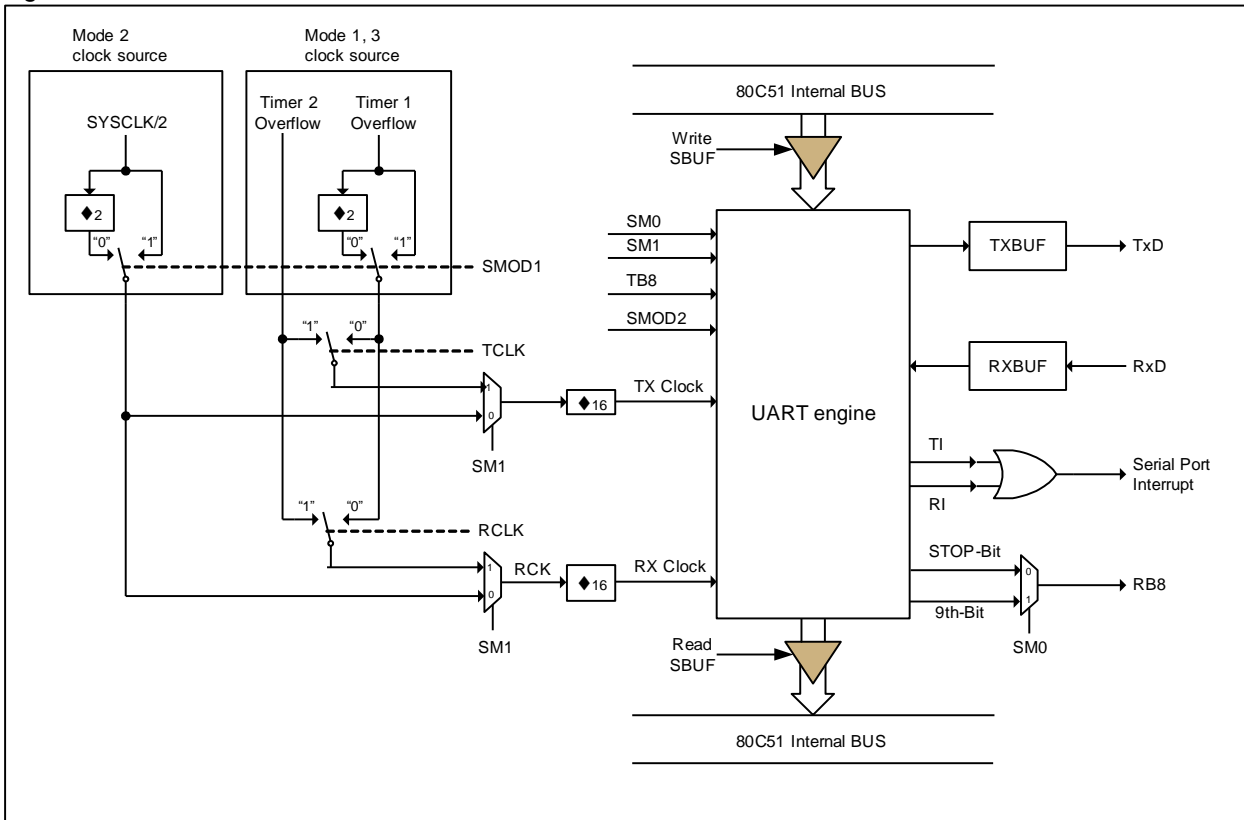 Mode 2
clock source
Mode 1, 3
clock source
SYSCLK/2
Timer 2
Overflow
Timer 1
Overflow
♦2
"0"
"1"
♦2
"0"
"1"
SMOD1
"1"
"0"
TCLK
1
0
SM1
♦16
TX Clock
"1"
"0"
RCLK
1
0
SM1
RCK
♦16
RX Clock
80C51 Internal BUS
Write
SBUF
SM0
SM1
TB8
SMOD2
UART engine
TXBUF
TxD
RXBUF
RxD
TI
RI
Serial Port
Interrupt
STOP-Bit
9th-Bit
0
1
SM0
RB8
Read
SBUF
80C51 Internal BUS